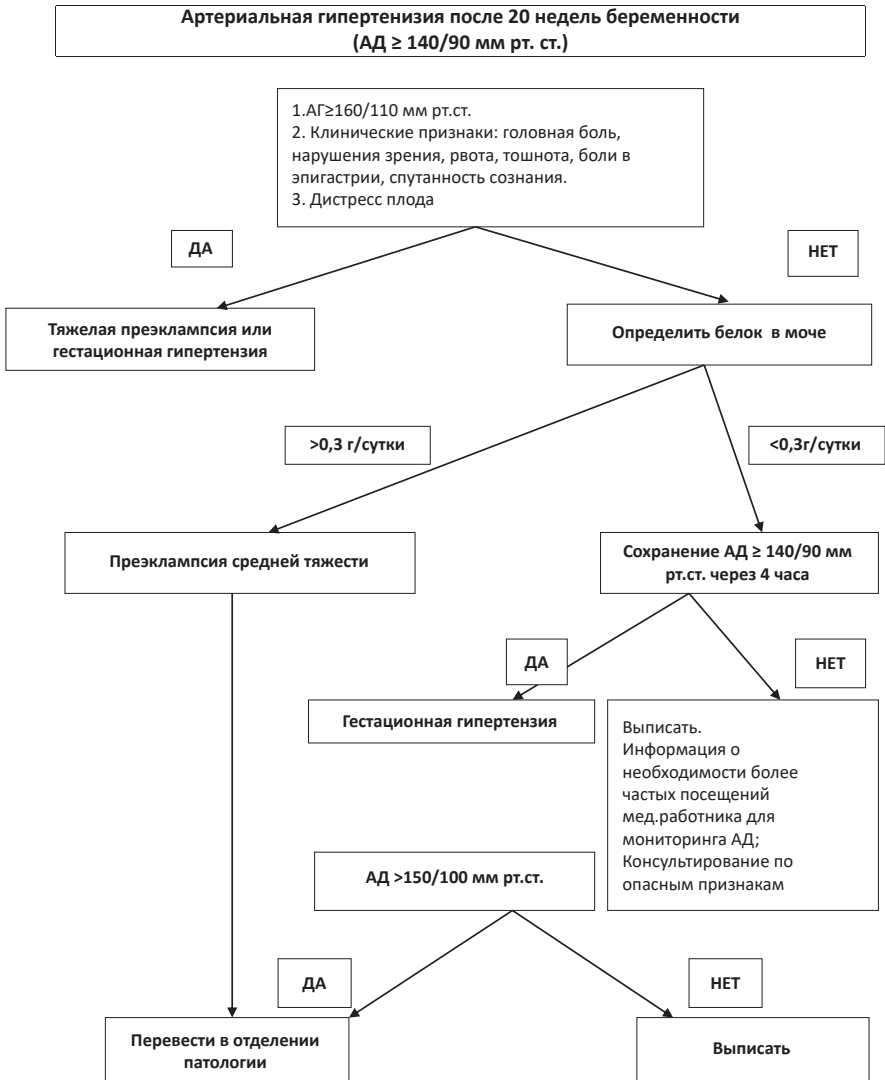 Артериальная гипертенизия после 20 недель беременности
(АД ≥ 140/90 мм рт. ст.)
1.АГ≥160/110 мм рт.ст.
2. Клинические признаки: головная боль,
нарушения зрения, рвота, тошнота, боли в
эпигастрии, спутанность сознания.
3. Дистресс плода
ДА
НЕТ
Тяжелая преэклампсия или
гестационная гипертензия
Определить белок в моче
>0,3 г/сутки
<0,3г/сутки
Преэклампсия средней тяжести
Сохранение АД ≥ 140/90 мм
рт.ст. через 4 часа
ДА
НЕТ
Гестационная гипертензия
Выписать.
Информация о
необходимости более
частых посещений
мед.работника для
мониторинга АД;
Консультирование по
опасным признакам
АД >150/100 мм рт.ст.
ДА
НЕТ
Перевести в отделении
патологии
Выписать